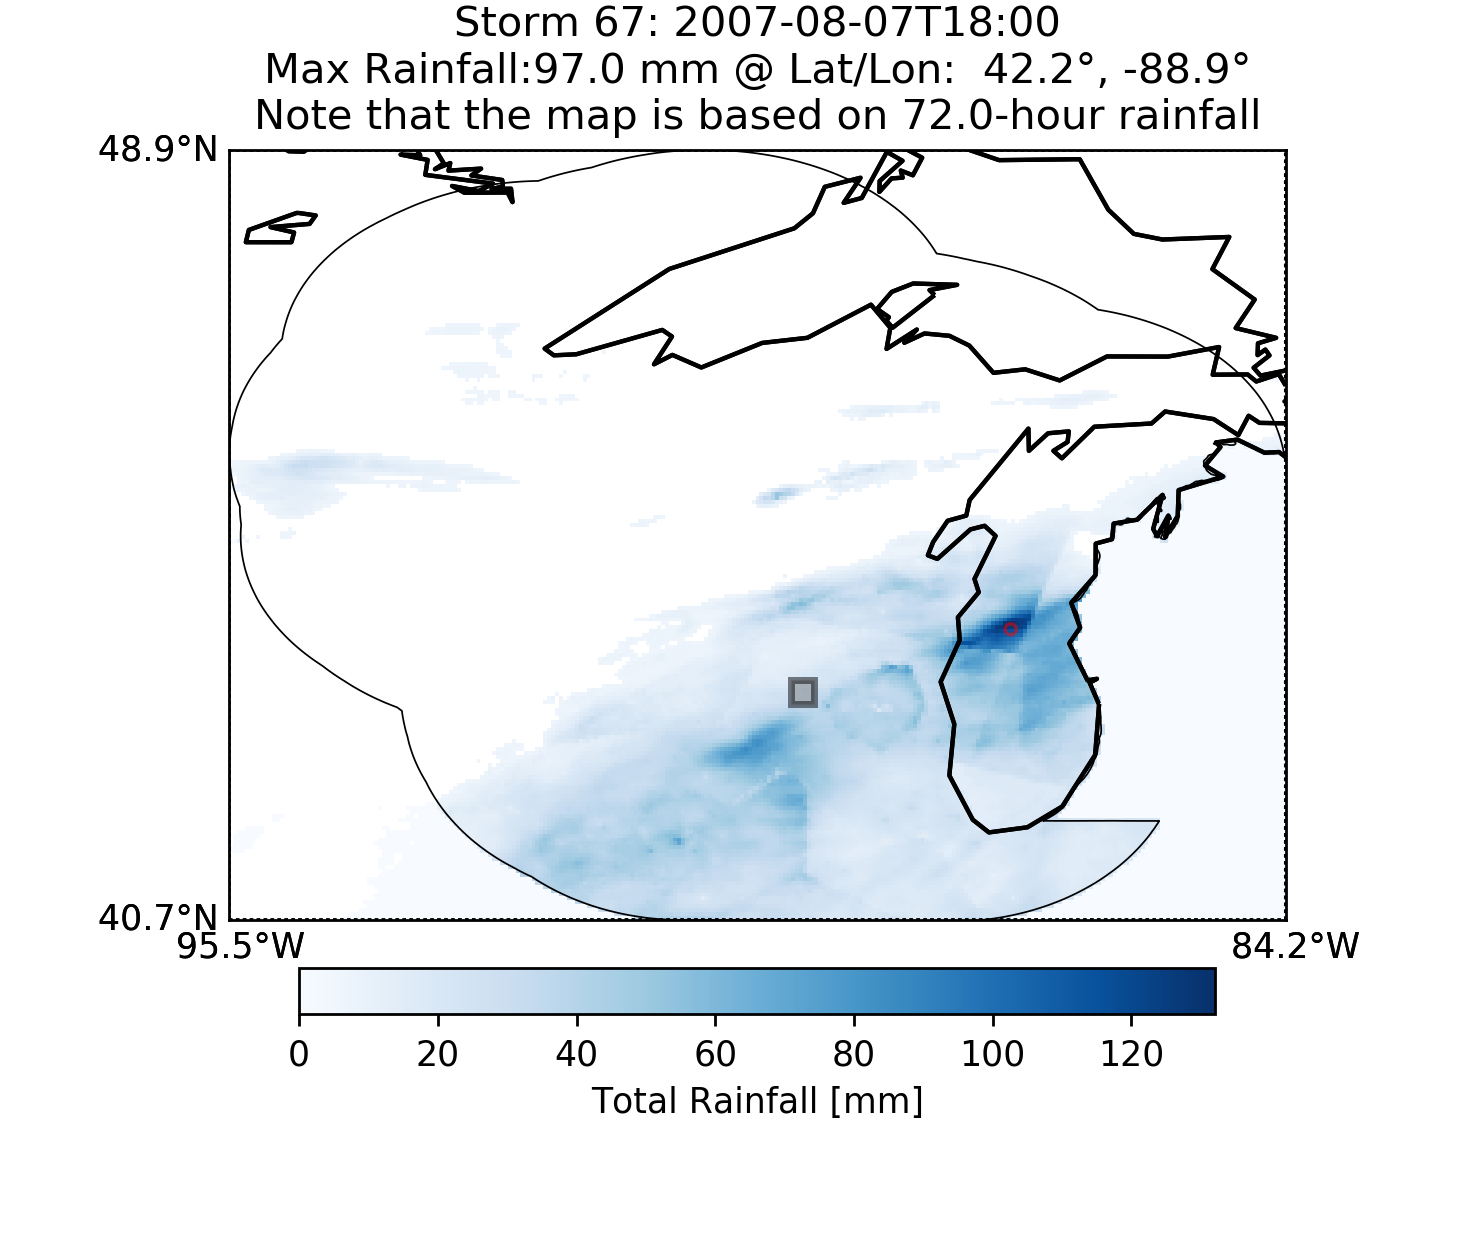 Storm 67: 2007-08-07T18:00
Max Rainfall:97.0 mm @ Lat/Lon:  42.2°, -88.9°
Note that the map is based on 72.0-hour rainfall
48.9°N
40.7°N
95.5°W 84.2°W
0 20 40 60 80 100 120
Total Rainfall [mm]